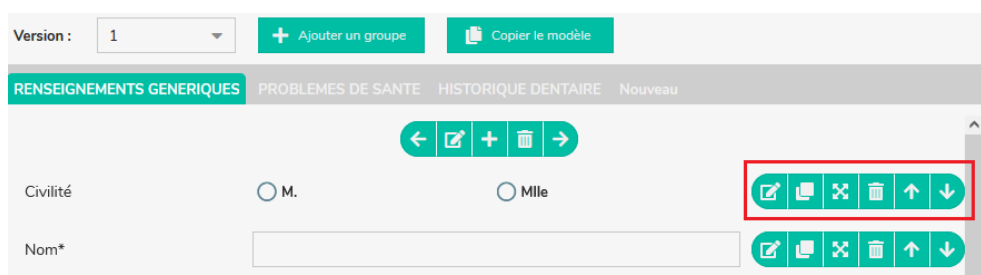 Version : 1 Ajouter un groupe Copier le modèle
RENSEIGNEMENTS GENERIQUES PROBLEMES DE SANTE HISTORIQUE DENTAIRE Nouveau
Civilité M. Mlle
Nom*